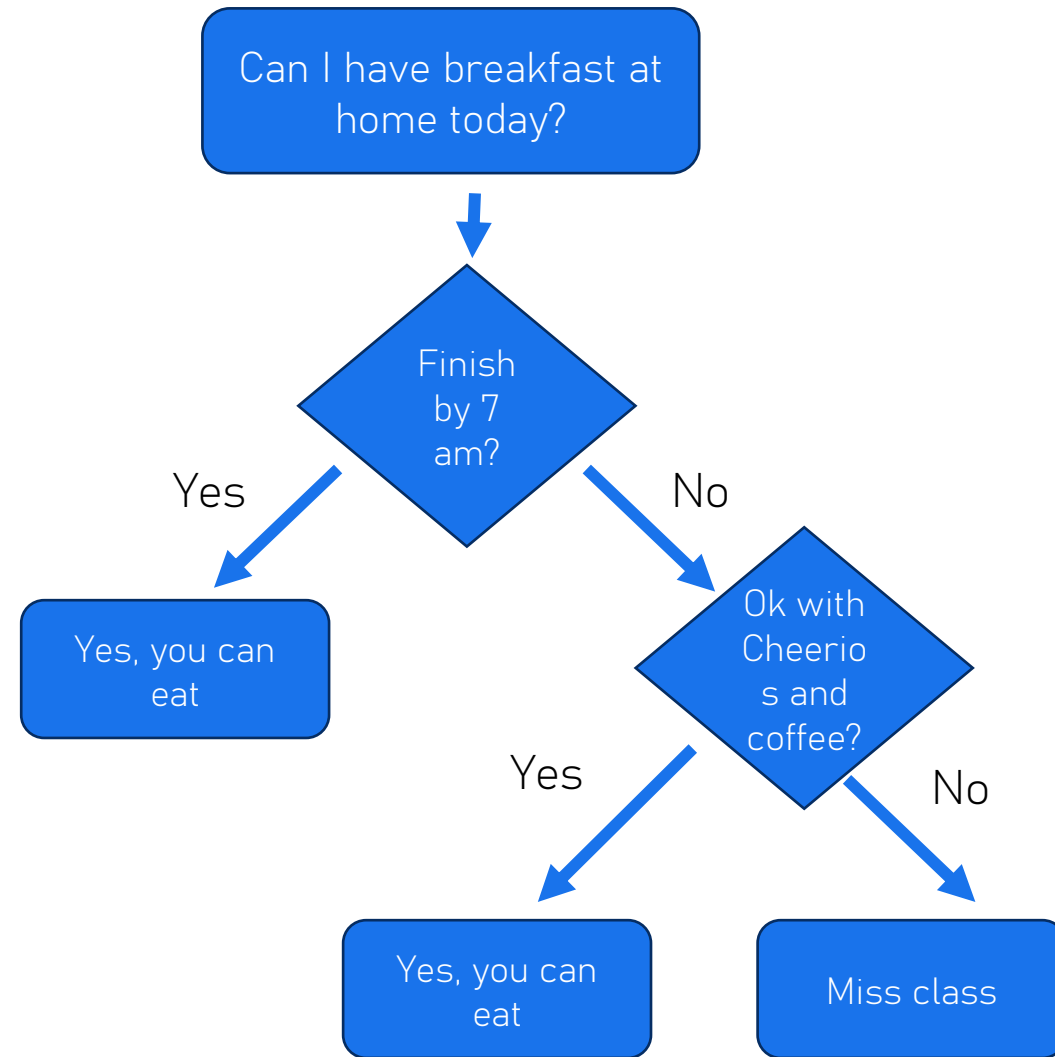 Can I have breakfast at
home today?
Finish
by 7
am?
Yes
No
Yes, you can
eat
Ok with
Cheerio
s and
coffee?
Yes
No
Yes, you can
eat
Miss class